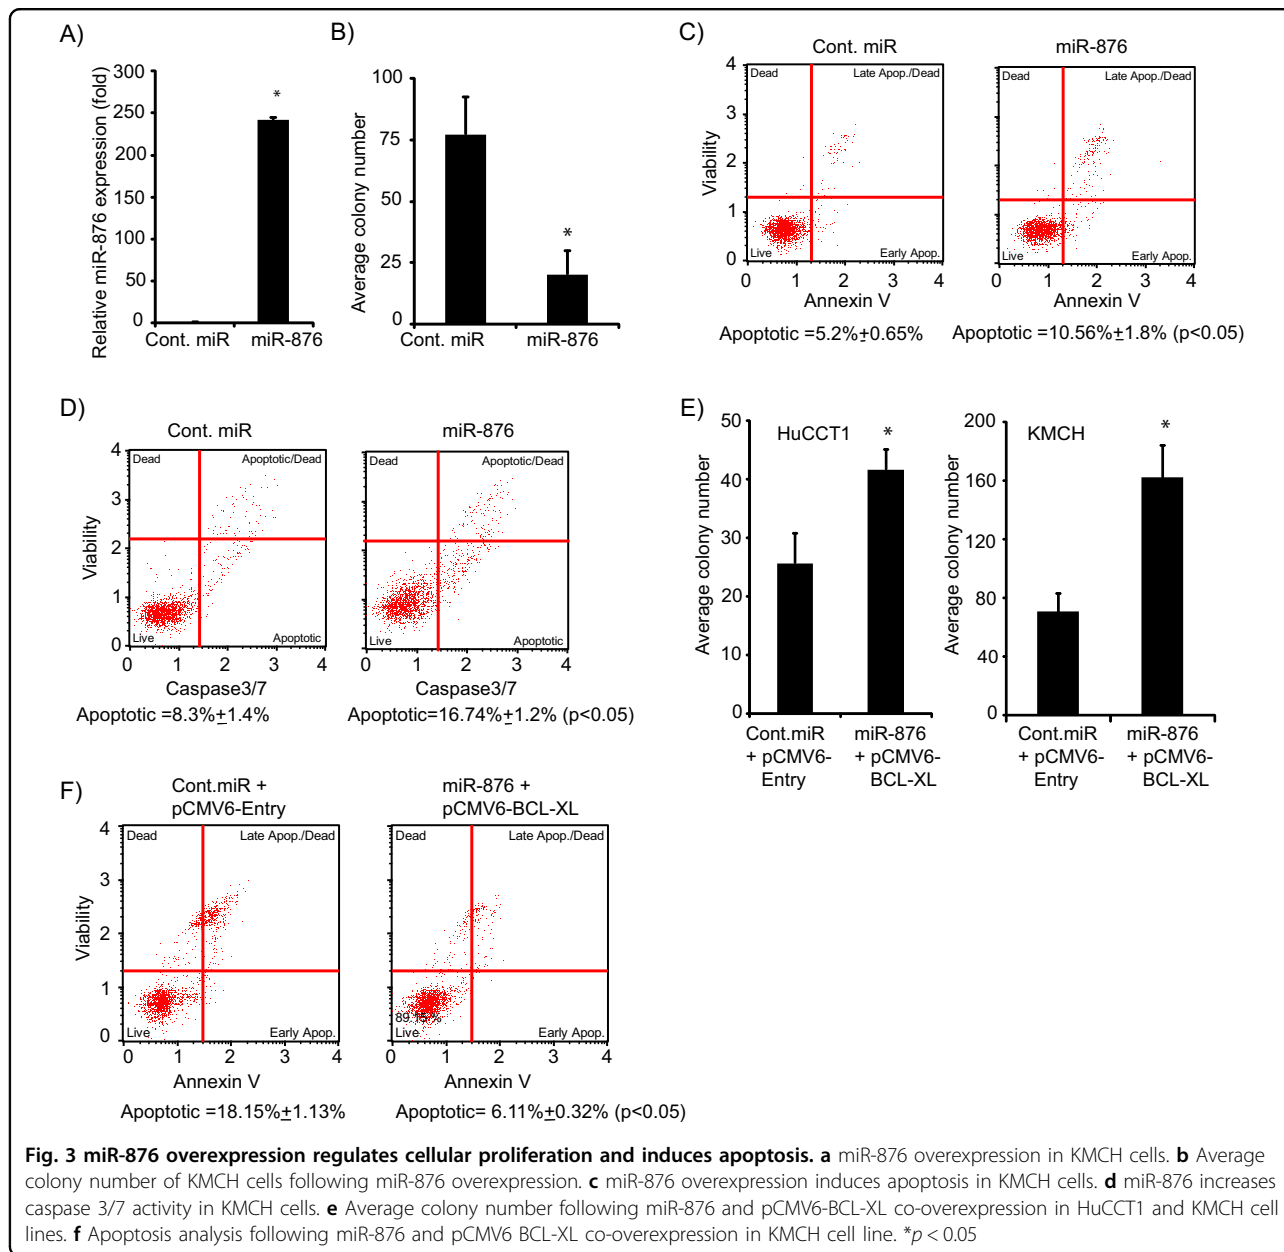 A)
Relative miR-876 expression (fold)
300
250
200
150
100
50
0
*
Cont. miR
miR-876
B)
Average colony number
100
75
50
25
0
*
Cont. miR
miR-876
C)
Cont. miR
Viability
4
3
2
1
0
Dead
Late Apop./Dead
Live
Early Apop.
0 1 2 3 4
Annexin V
Apoptotic =5.2%±0.65%
miR-876
Dead
Late Apop./Dead
Live
Early Apop.
0 1 2 3 4
Annexin V
Apoptotic =10.56%±1.8% (p<0.05)
D)
Cont. miR
Viability
4
3
2
1
0
Dead
Apoptotic/Dead
Live
Apoptotic
0 1 2 3 4
Caspase3/7
Apoptotic =8.3%±1.4%
miR-876
Dead
Apoptotic/Dead
Live
Apoptotic
0 1 2 3 4
Caspase3/7
Apoptotic=16.74%±1.2% (p<0.05)
E)
Average colony number
50
40
30
20
10
0
HuCCT1
*
Cont.miR
+ pCMV6-
Entry
miR-876
+ pCMV6-
BCL-XL
Average colony number
200
160
120
80
40
0
KMCH
*
Cont.miR
+ pCMV6-
Entry
miR-876
+ pCMV6-
BCL-XL
F)
Cont.miR +
pCMV6-Entry
Viability
4
3
2
1
0
Dead
Late Apop./Dead
Live
Early Apop.
0 1 2 3 4
Annexin V
Apoptotic =18.15%±1.13%
miR-876 +
pCMV6-BCL-XL
Dead
Late Apop./Dead
Live
Early Apop.
0 1 2 3 4
Annexin V
Apoptotic= 6.11%±0.32% (p<0.05)
Fig. 3 miR-876 overexpression regulates cellular proliferation and induces apoptosis. a miR-876 overexpression in KMCH cells. b Average
colony number of KMCH cells following miR-876 overexpression. c miR-876 overexpression induces apoptosis in KMCH cells. d miR-876 increases
caspase 3/7 activity in KMCH cells. e Average colony number following miR-876 and pCMV6-BCL-XL co-overexpression in HuCCT1 and KMCH cell
lines. f Apoptosis analysis following miR-876 and pCMV6 BCL-XL co-overexpression in KMCH cell line. *p < 0.05